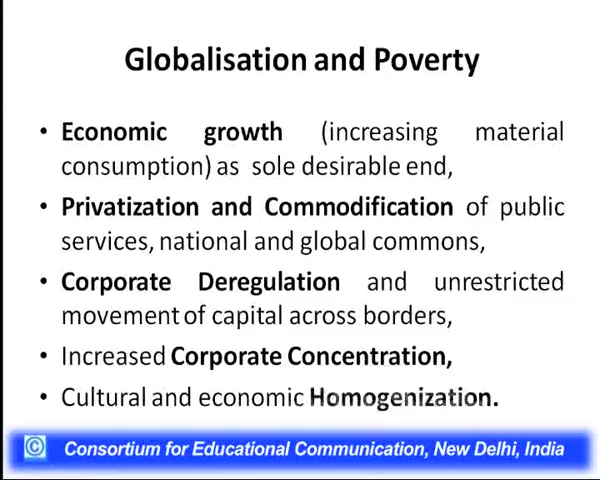 Globalisation and Poverty
• Economic growth (increasing material
consumption) as sole desirable end,
• Privatization and Commodification of public
services, national and global commons,
• Corporate Deregulation and unrestricted
movement of capital across borders,
• Increased Corporate Concentration,
• Cultural and economic Homogenization.
© Consortium for Educational Communication, New Delhi, India